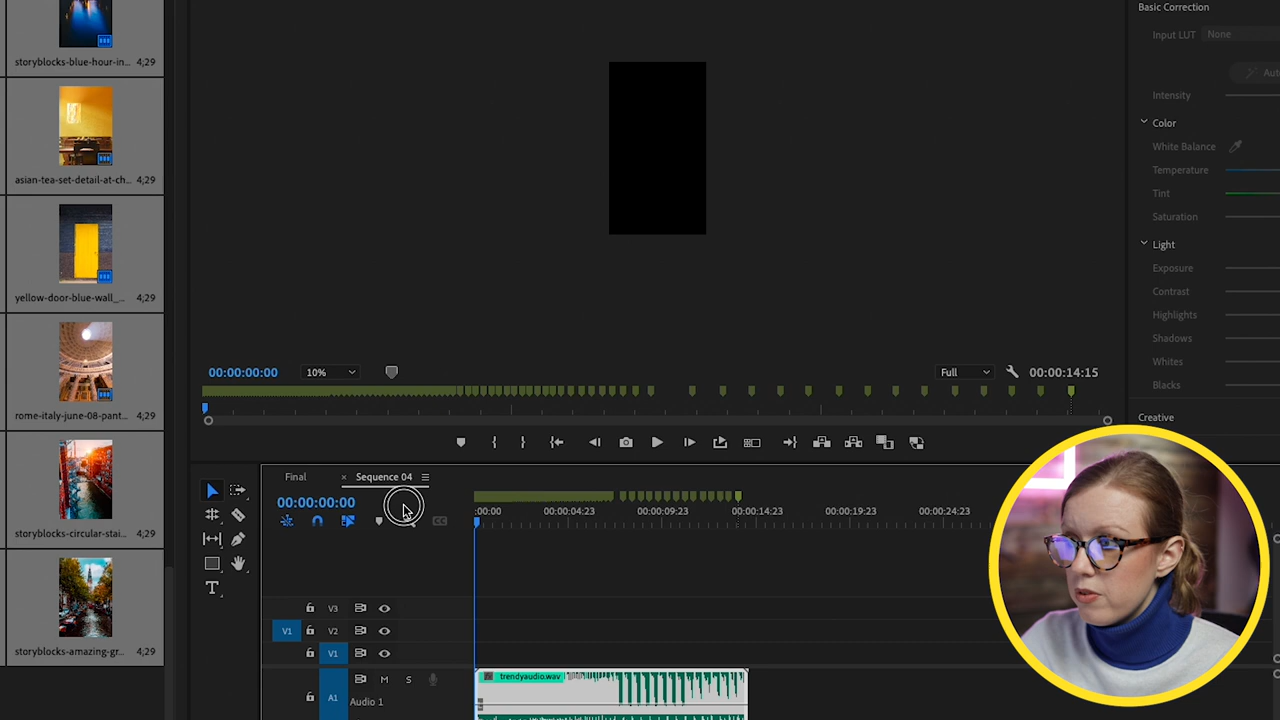 storyblocks-blue-hour-in... 4;29
asian-tea-set-detail-at-ch... 4;29
yellow-door-blue-wall_... 4;29
rome-italy-june-08-pant... 4;29
storyblocks-circular-stai... 4;29
storyblocks-amazing-gr... 4;29
00:00:00:00 10% Full 00:00:14:15
Final × Sequence 04
00:00:00:00
:00:00 00:00:04:23 00:00:09:23 00:00:14:23 00:00:19:23 00:00:24:23
T
V3
V1 V2
V1
trendyaudio.wav
M S
A1 Audio 1
Basic Correction
Input LUT None
Auto
Intensity
Color
White Balance
Temperature
Tint
Saturation
Light
Exposure
Contrast
Highlights
Shadows
Whites
Blacks
Creative